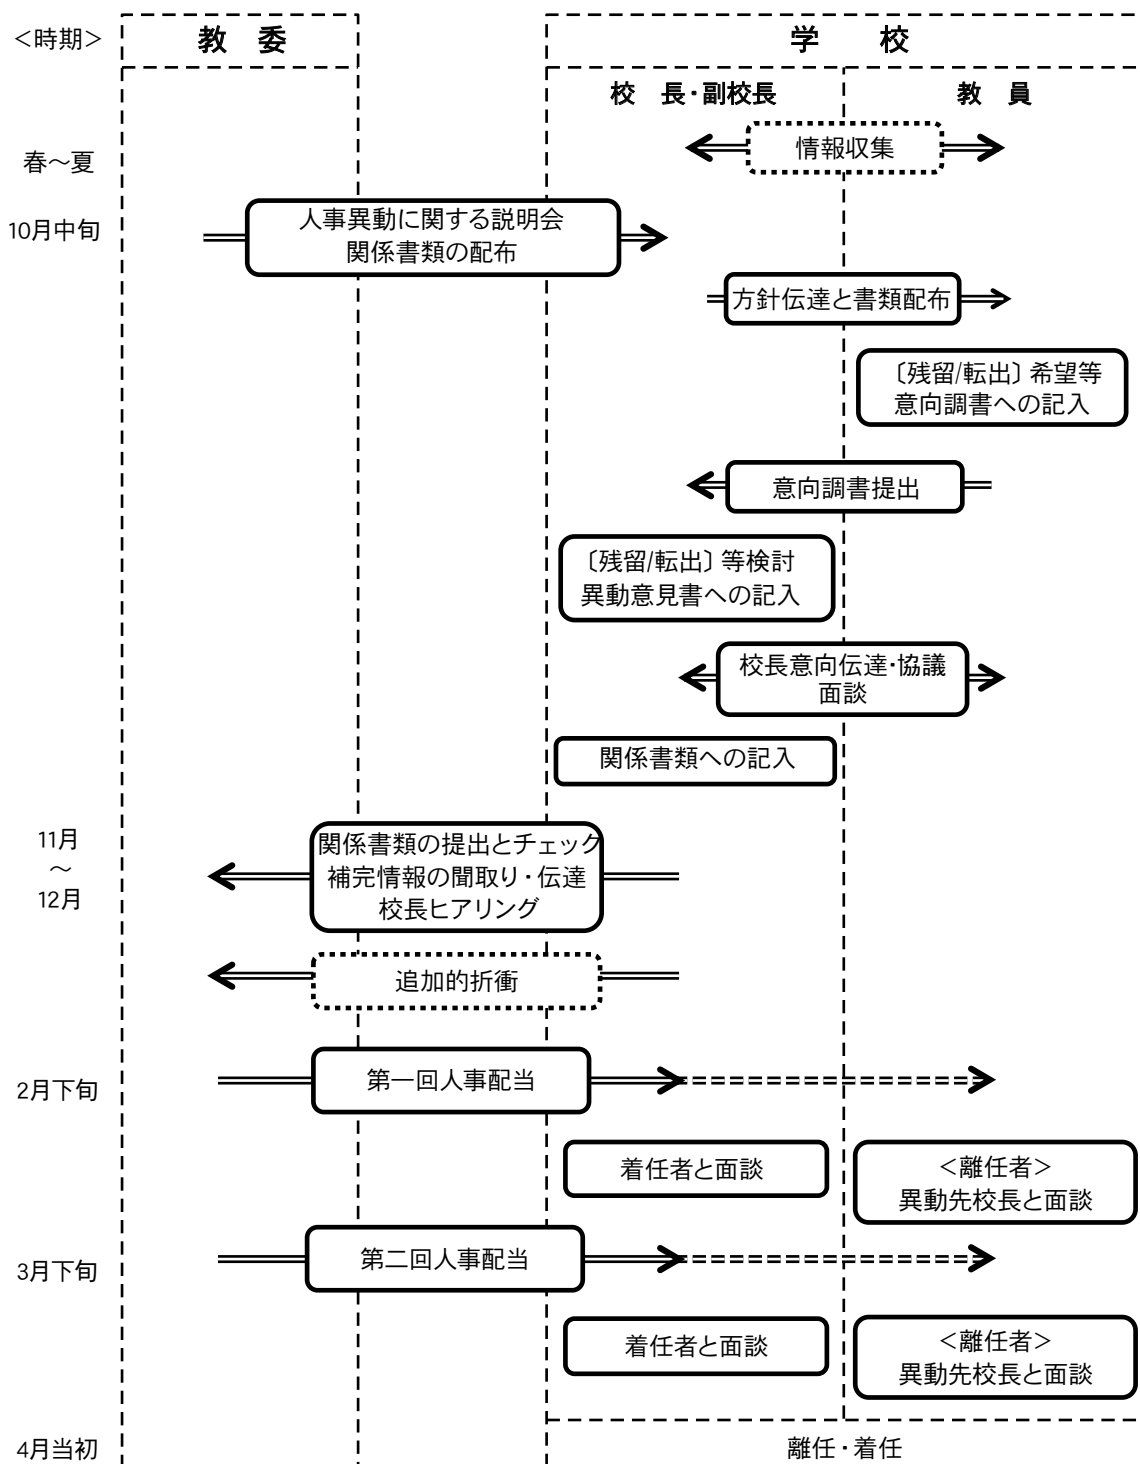 ＜時期＞
教　委
学　　校
校　長・副校長
教　員
春～夏
情報収集
10月中旬
人事異動に関する説明会
関係書類の配布
方針伝達と書類配布
〔残留/転出〕希望等
意向調書への記入
意向調書提出
〔残留/転出〕等検討
異動意見書への記入
校長意向伝達・協議
面談
関係書類への記入
11月
～
12月
関係書類の提出とチェック
補完情報の聞取り・伝達
校長ヒアリング
追加的折衝
2月下旬
第一回人事配当
着任者と面談
＜離任者＞
異動先校長と面談
3月下旬
第二回人事配当
着任者と面談
＜離任者＞
異動先校長と面談
4月当初
離任・着任